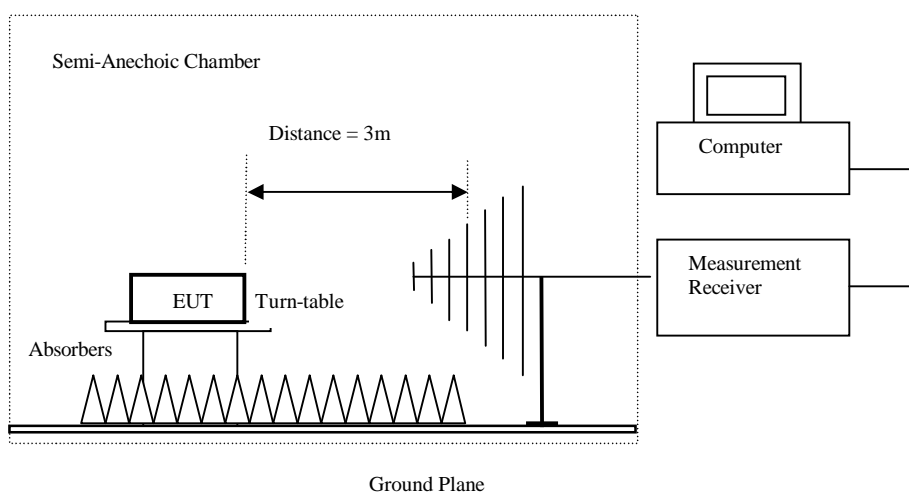 Semi-Anechoic Chamber
Distance = 3m
Computer
Measurement
Receiver
EUT
Turn-table
Absorbers
Ground Plane